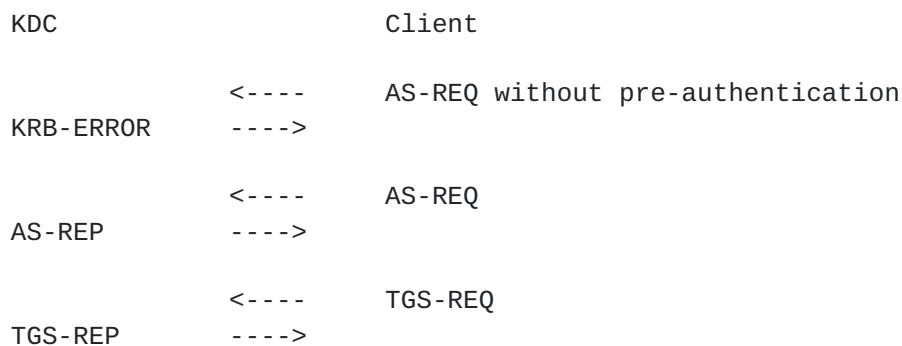 KDC Client
<---- AS-REQ without pre-authentication
KRB-ERROR ---->
<---- AS-REQ
AS-REP ---->
<---- TGS-REQ
TGS-REP ---->